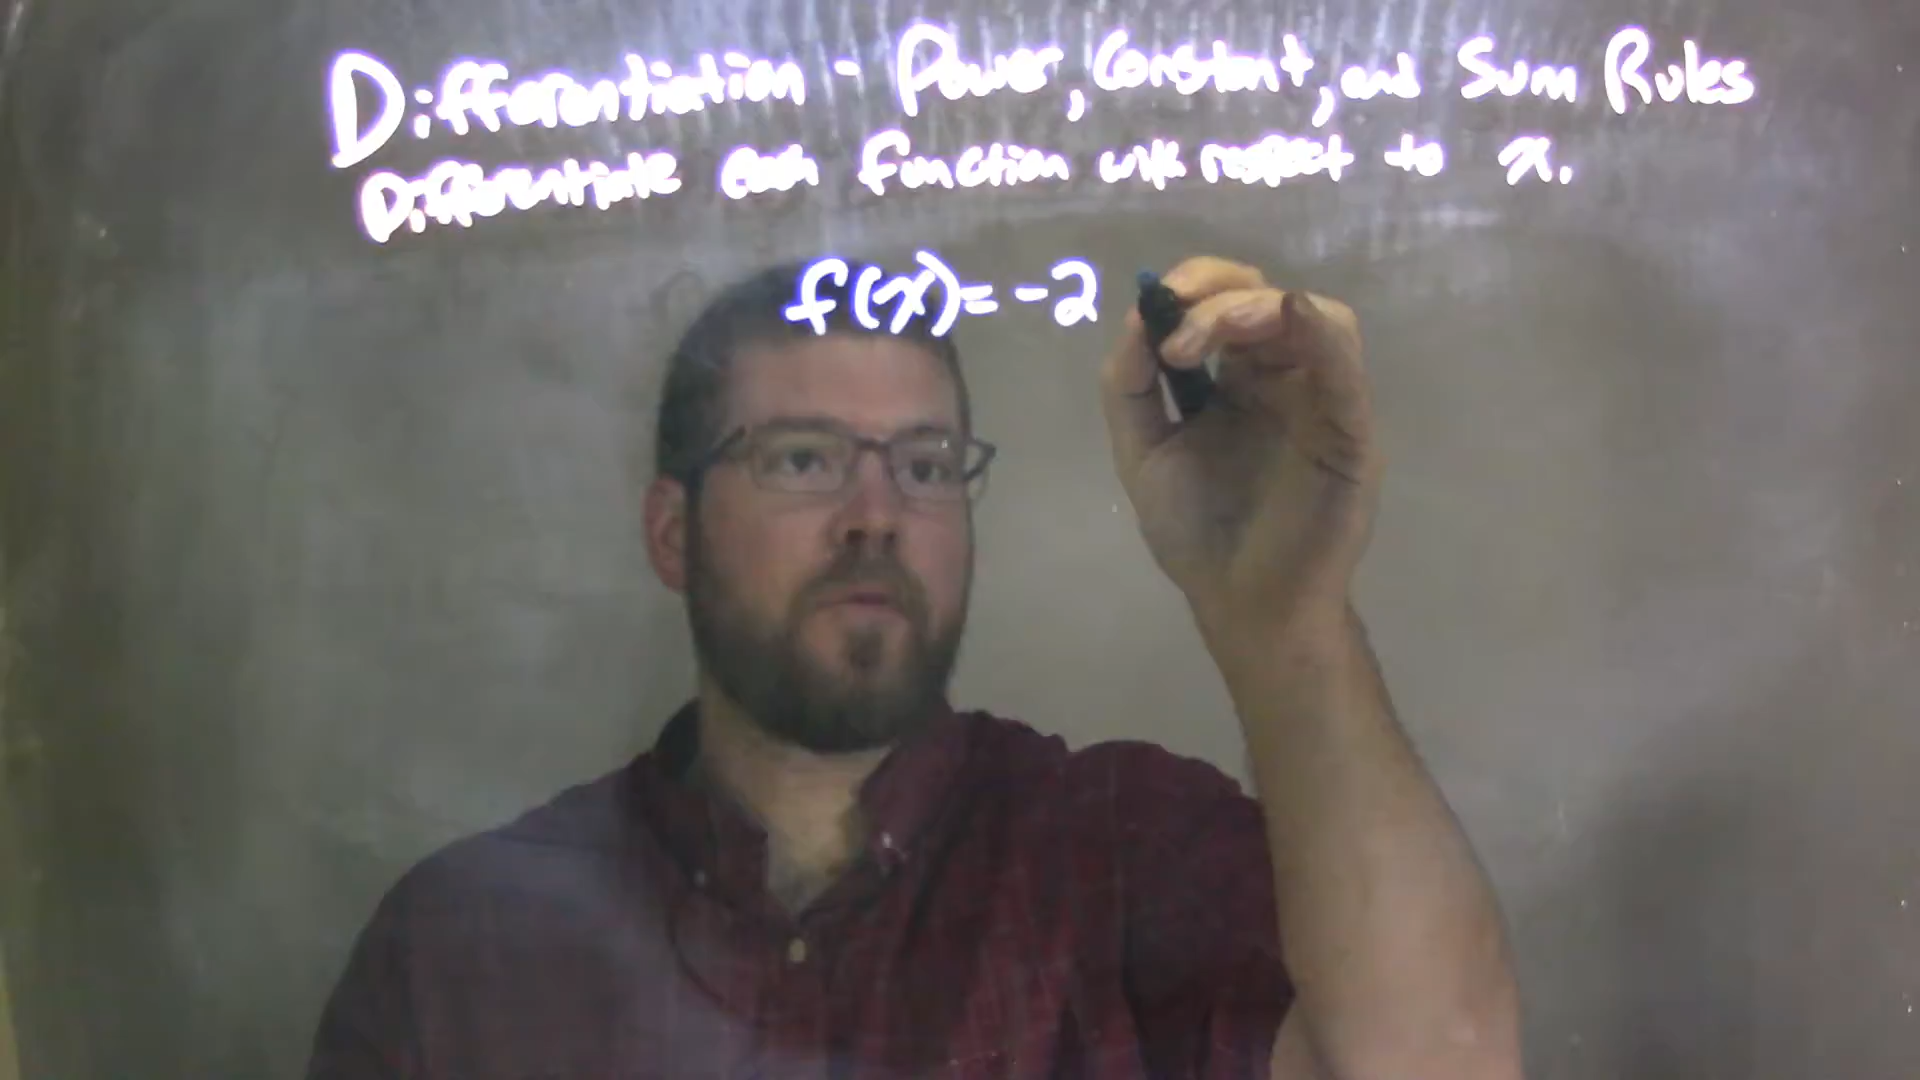 Differentiation - Power, Constant, and Sum Rules
Differentiate each function with respect to x.
f(x)= -2